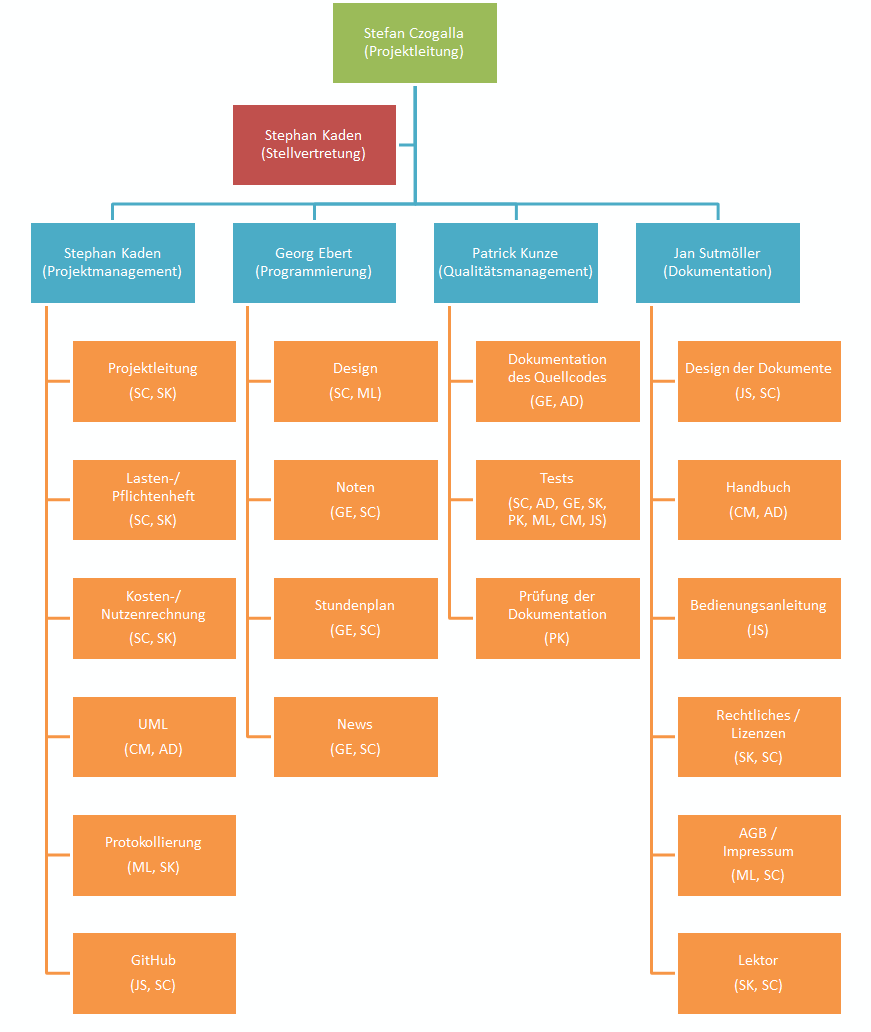 Stefan Czogalla
(Projektleitung)
Stephan Kaden
(Stellvertretung)
Stephan Kaden
(Projektmanagement)
Projektleitung
(SC, SK)
Lasten-/
Pflichtenheft
(SC, SK)
Kosten-/
Nutzenrechnung
(SC, SK)
UML
(CM, AD)
Protokollierung
(ML, SK)
GitHub
(JS, SC)
Georg Ebert
(Programmierung)
Design
(SC, ML)
Noten
(GE, SC)
Stundenplan
(GE, SC)
News
(GE, SC)
Patrick Kunze
(Qualitätsmanagement)
Dokumentation
des Quellcodes
(GE, AD)
Tests
(SC, AD, GE, SK,
PK, ML, CM, JS)
Prüfung der
Dokumentation
(PK)
Jan Sutmöller
(Dokumentation)
Design der Dokumente
(JS, SC)
Handbuch
(CM, AD)
Bedienungsanleitung
(JS)
Rechtliches /
Lizenzen
(SK, SC)
AGB /
Impressum
(ML, SC)
Lektor
(SK, SC)